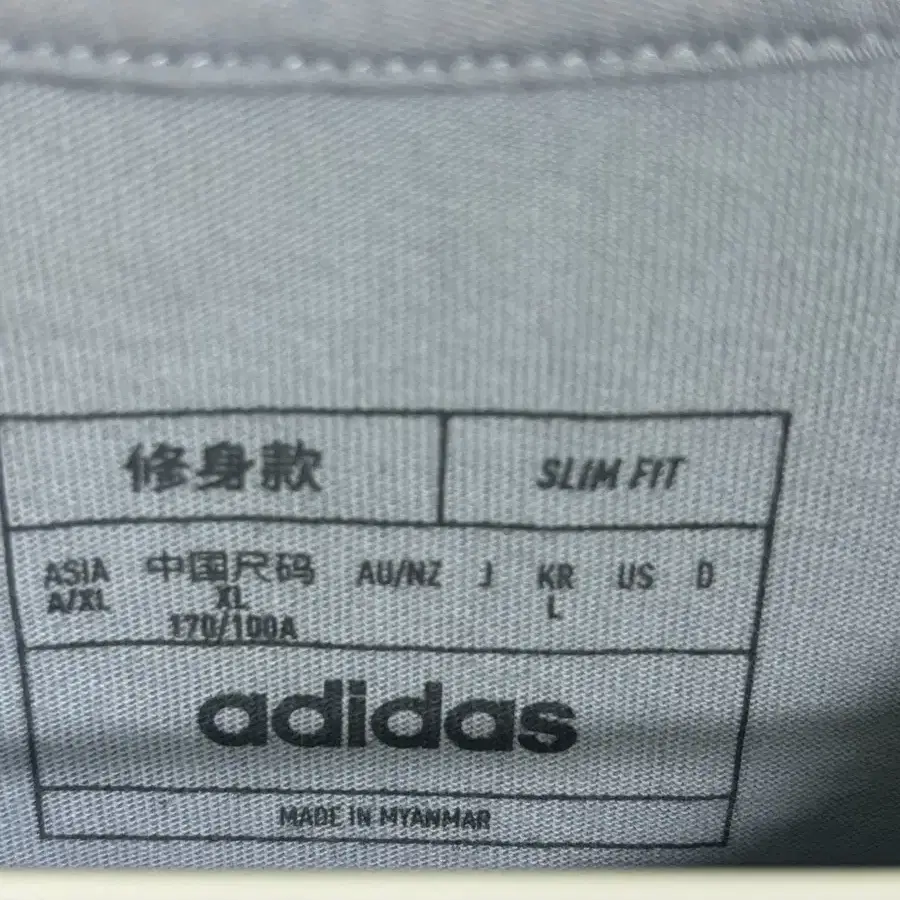 修身款 SLIM FIT
ASIA 中国尺码 AU/NZ J KR US D
A/XL XL L
170/100A
adidas
MADE IN MYANMAR